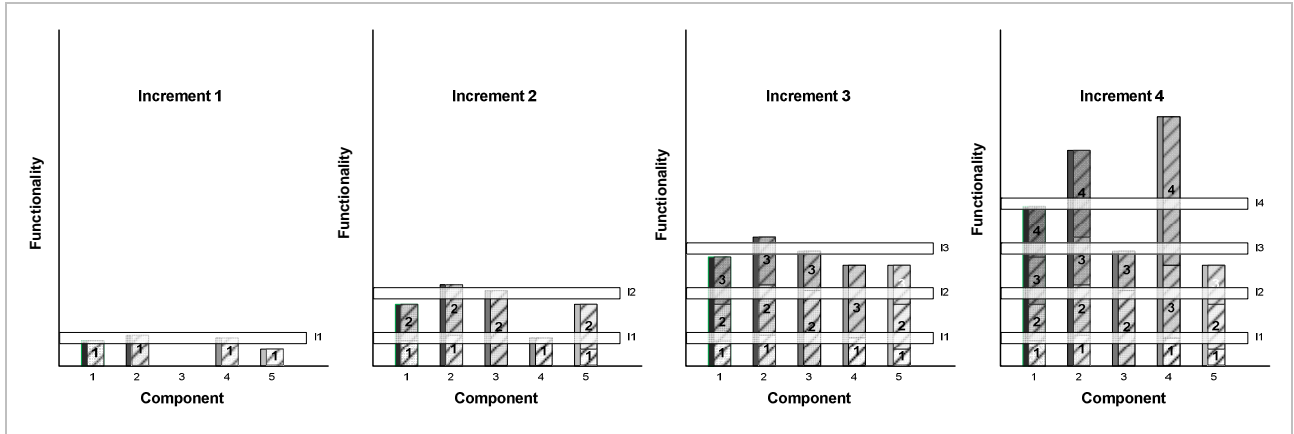 Increment 1
Functionality
1 1 1 1
I1
1 2 3 4 5
Component
Increment 2
Functionality
2 2 2 2
1 1 1 1
I2
I1
1 2 3 4 5
Component
Increment 3
Functionality
3 3 3 3 3
2 2 2 2
1 1 1 1
I3
I2
I1
1 2 3 4 5
Component
Increment 4
Functionality
4 4 4
3 3 3 3
2 2 2 2
1 1 1 1
I4
I3
I2
I1
1 2 3 4 5
Component